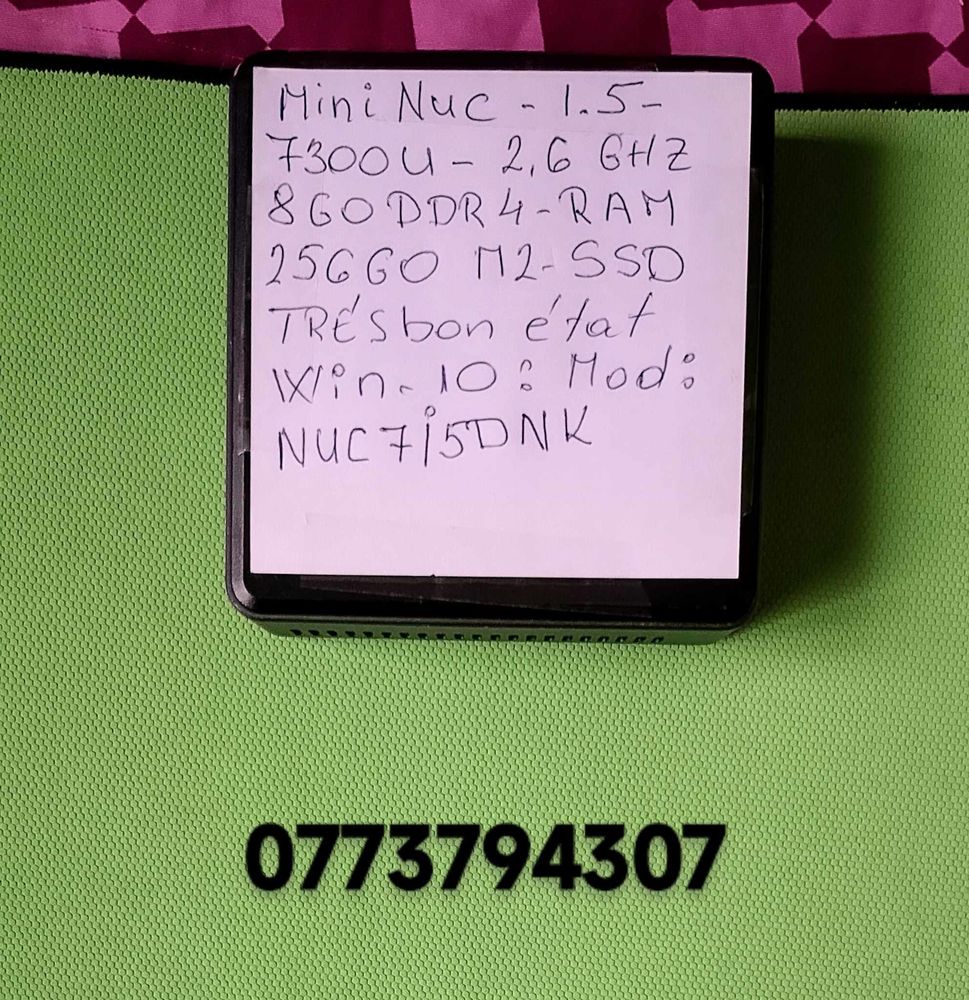 Mini Nuc - 1.5-
7300U - 2,6 GHZ
8GO DDR4-RAM
256GO M2-SSD
TRÉS bon état
Win-10: Mod:
NUC7i5DNK
0773794307